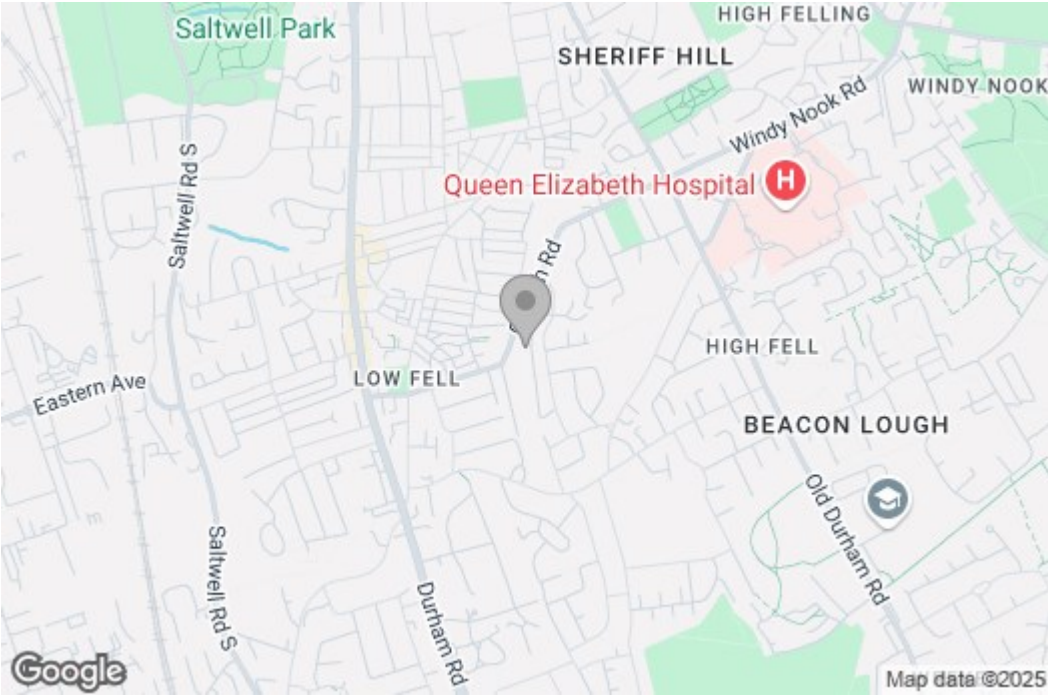 HIGH FELLING
Saltwell Park
SHERIFF HILL
WINDY NOOK
Windy Nook Rd
Saltwell Rd S
Queen Elizabeth Hospital
H
Rd
HIGH FELL
LOW FELL
Eastern Ave
BEACON LOUGH
Old Durham Rd
Saltwell Rd S
Durham Rd
Google
Map data ©2025